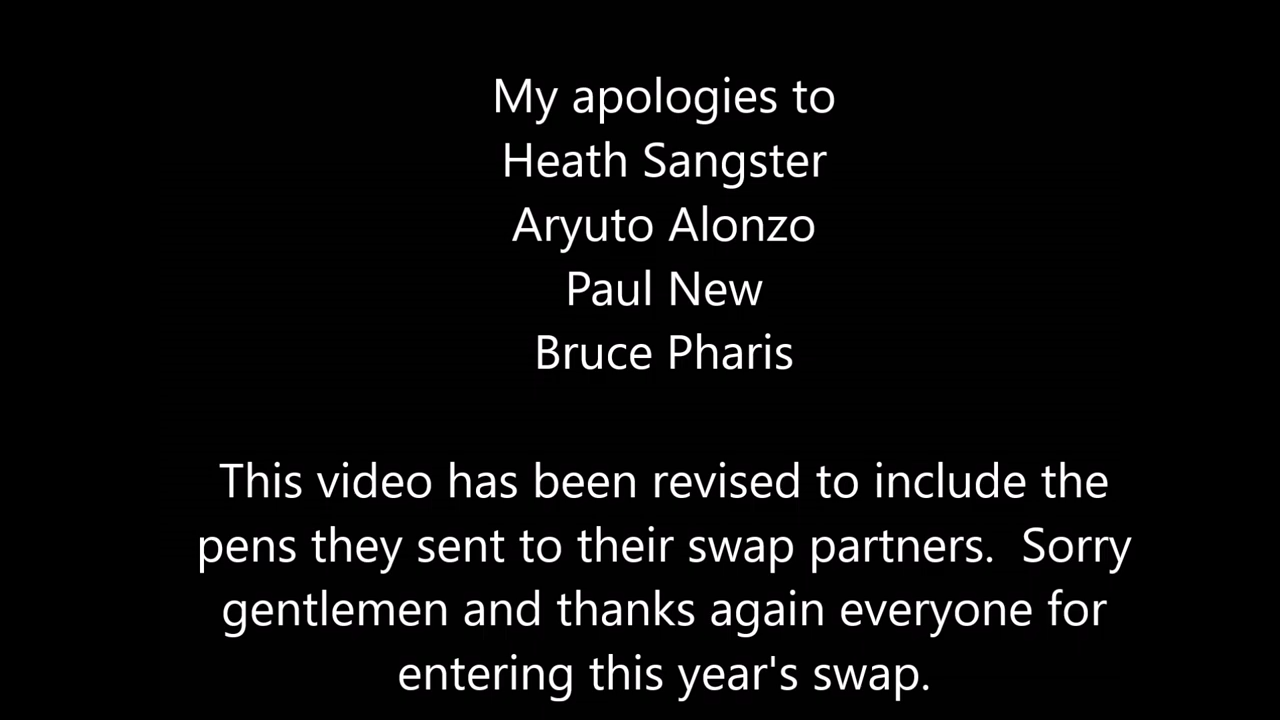 My apologies to
Heath Sangster
Aryuto Alonzo
Paul New
Bruce Pharis
This video has been revised to include the
pens they sent to their swap partners.  Sorry
gentlemen and thanks again everyone for
entering this year's swap.